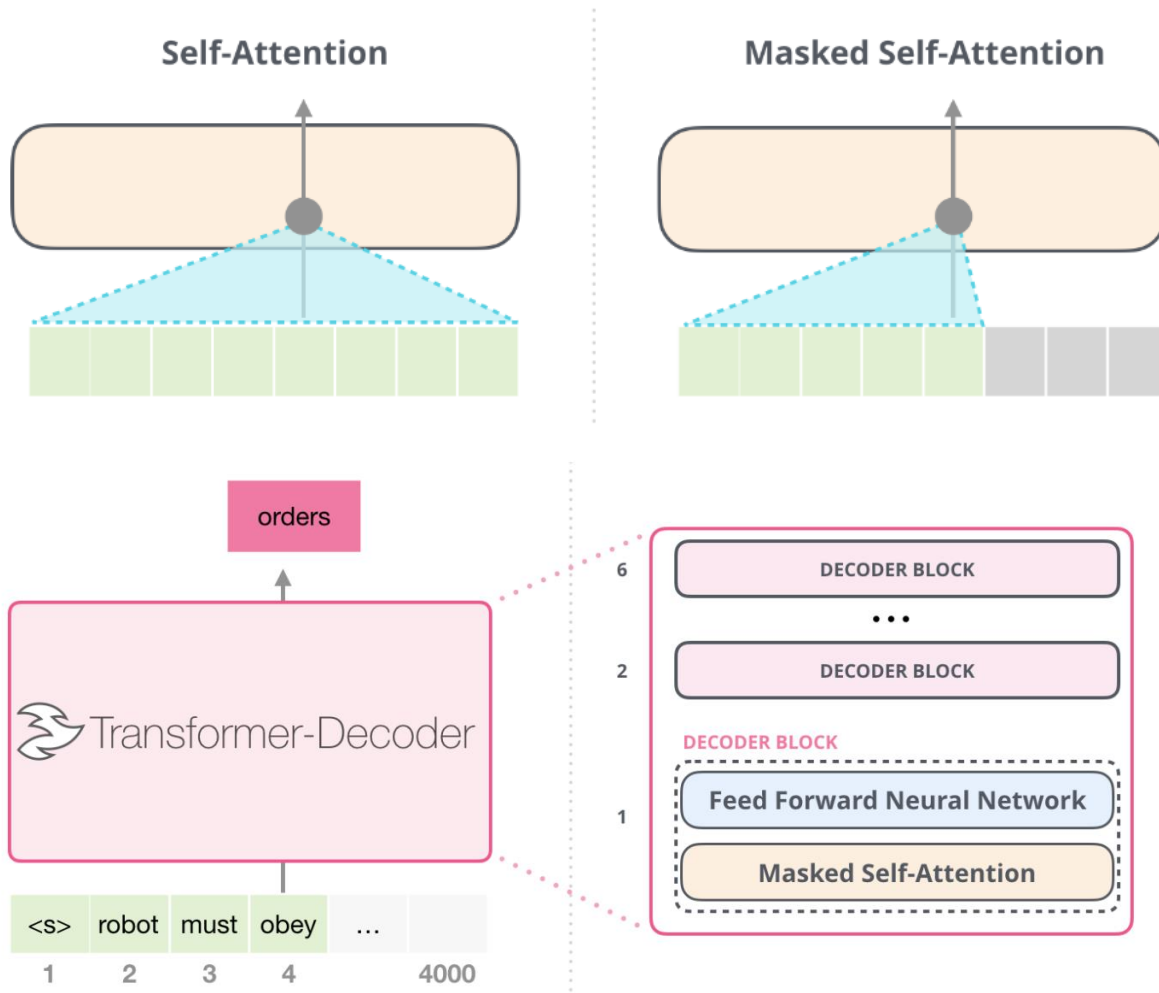 Self-Attention
Masked Self-Attention
orders
Transformer-Decoder
<s> robot must obey ...
1 2 3 4 4000
6 DECODER BLOCK
...
2 DECODER BLOCK
DECODER BLOCK
1
Feed Forward Neural Network
Masked Self-Attention